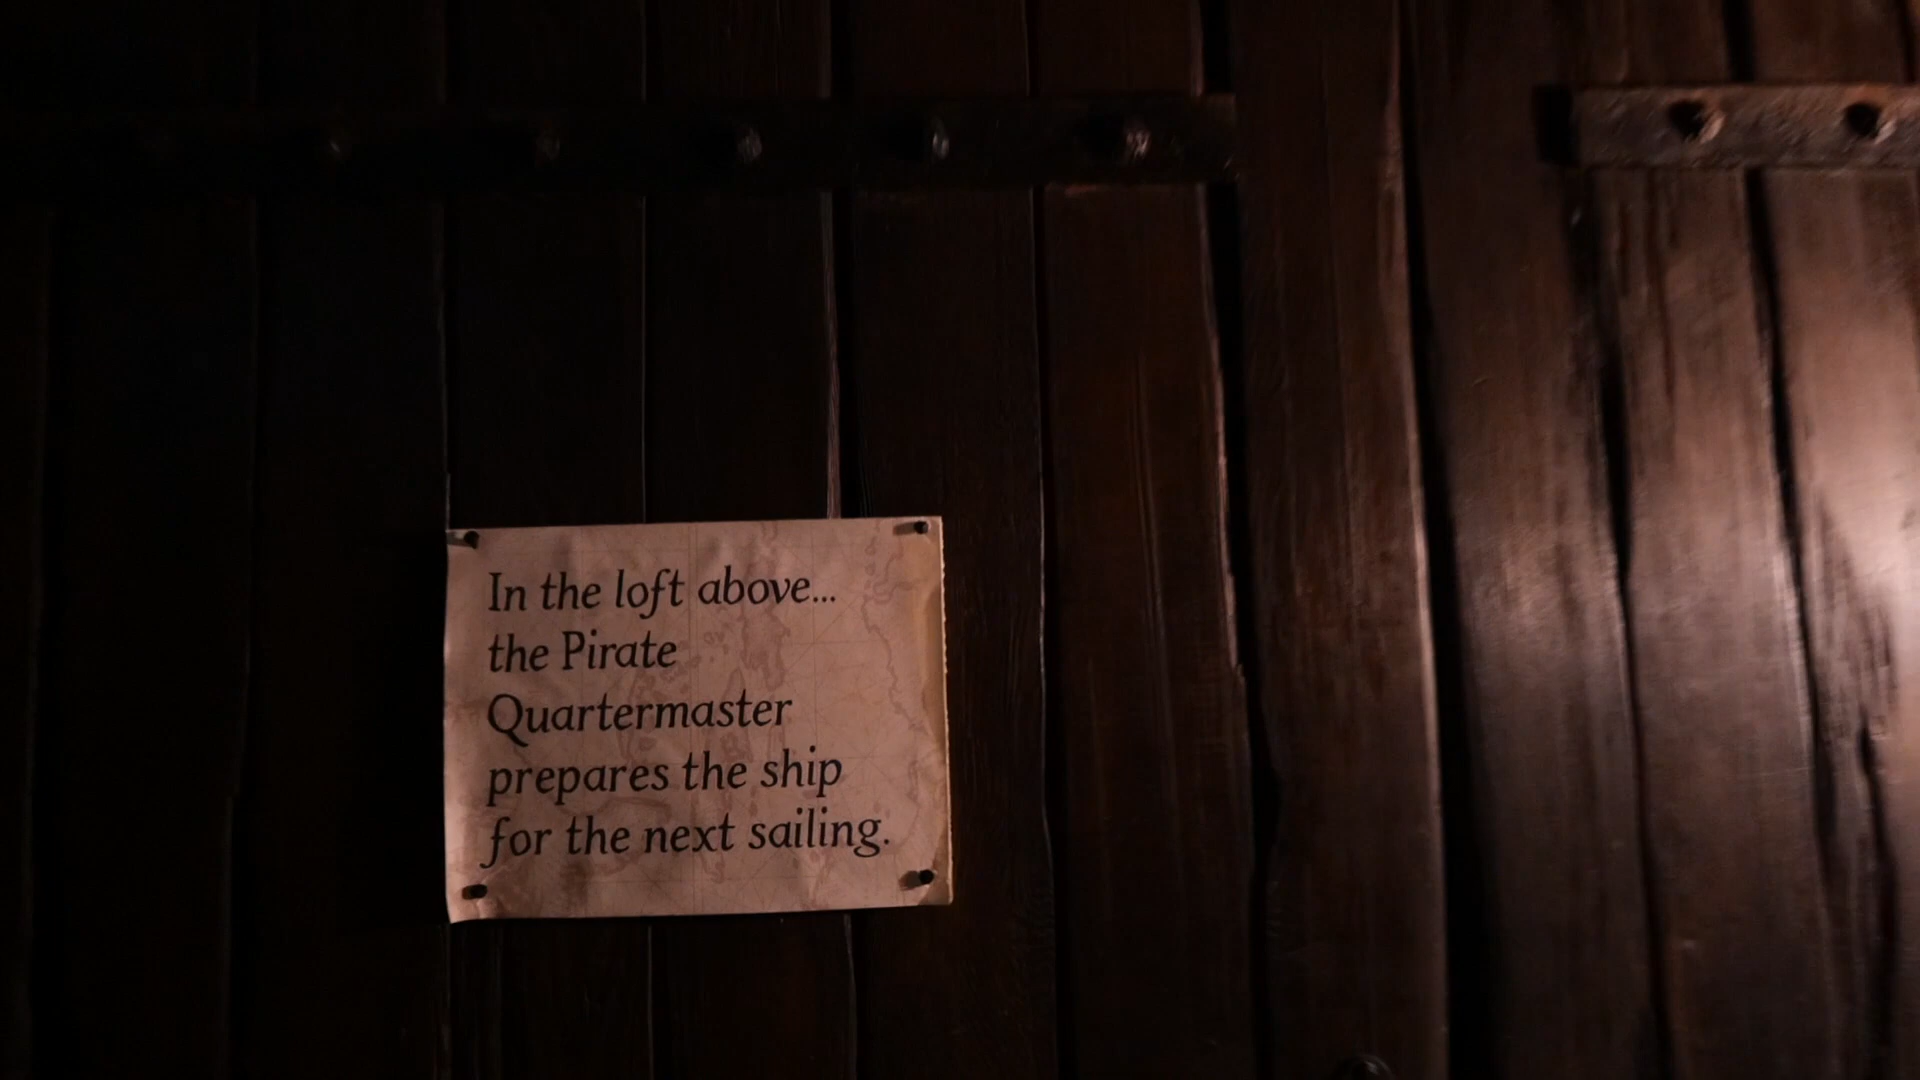 In the loft above...
the Pirate
Quartermaster
prepares the ship
for the next sailing.